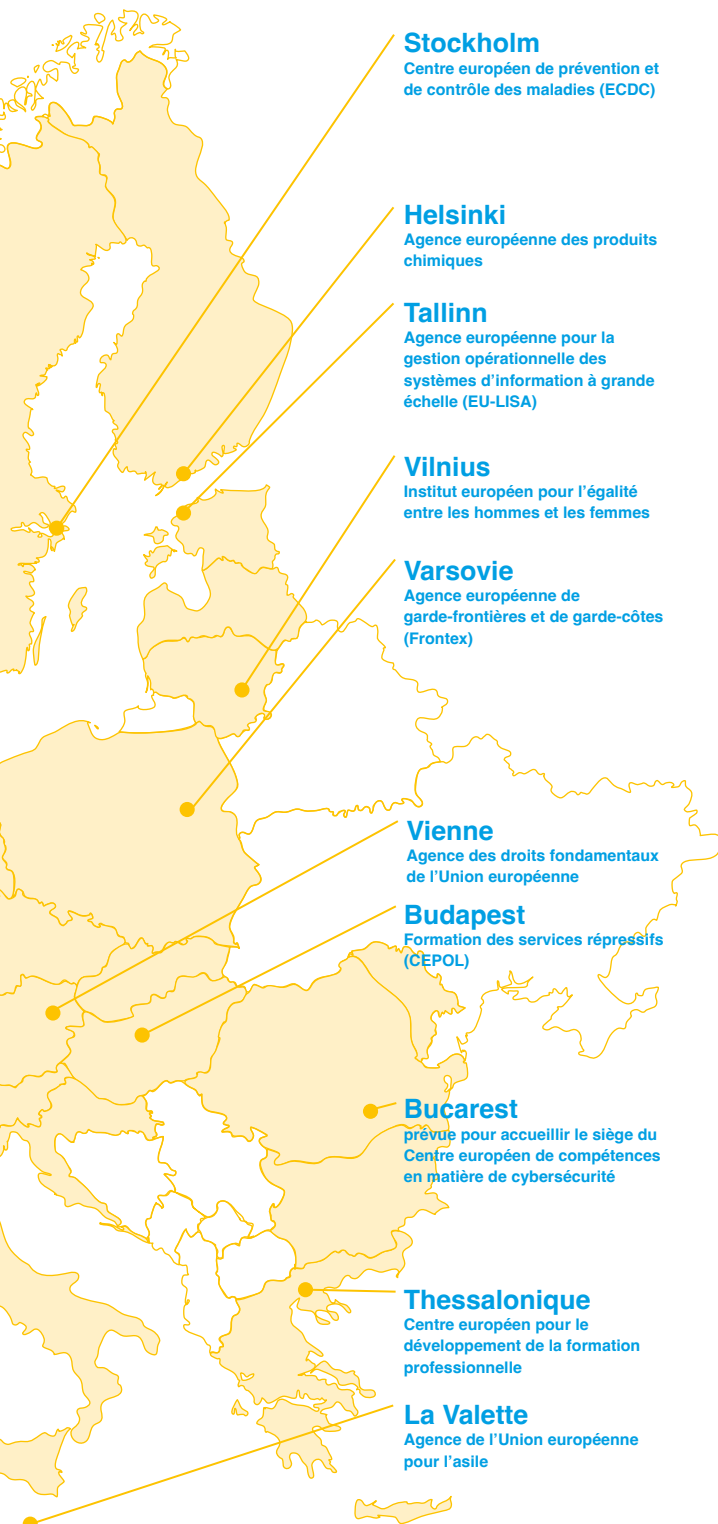 Stockholm
Centre européen de prévention et
de contrôle des maladies (ECDC)
Helsinki
Agence européenne des produits
chimiques
Tallinn
Agence européenne pour la
gestion opérationnelle des
systèmes d’information à grande
échelle (EU-LISA)
Vilnius
Institut européen pour l’égalité
entre les hommes et les femmes
Varsovie
Agence européenne de
garde-frontières et de garde-côtes
(Frontex)
Vienne
Agence des droits fondamentaux
de l’Union européenne
Budapest
Formation des services répressifs
(CEPOL)
Bucarest
prévue pour accueillir le siège du
Centre européen de compétences
en matière de cybersécurité
Thessalonique
Centre européen pour le
développement de la formation
professionnelle
La Valette
Agence de l’Union européenne
pour l’asile